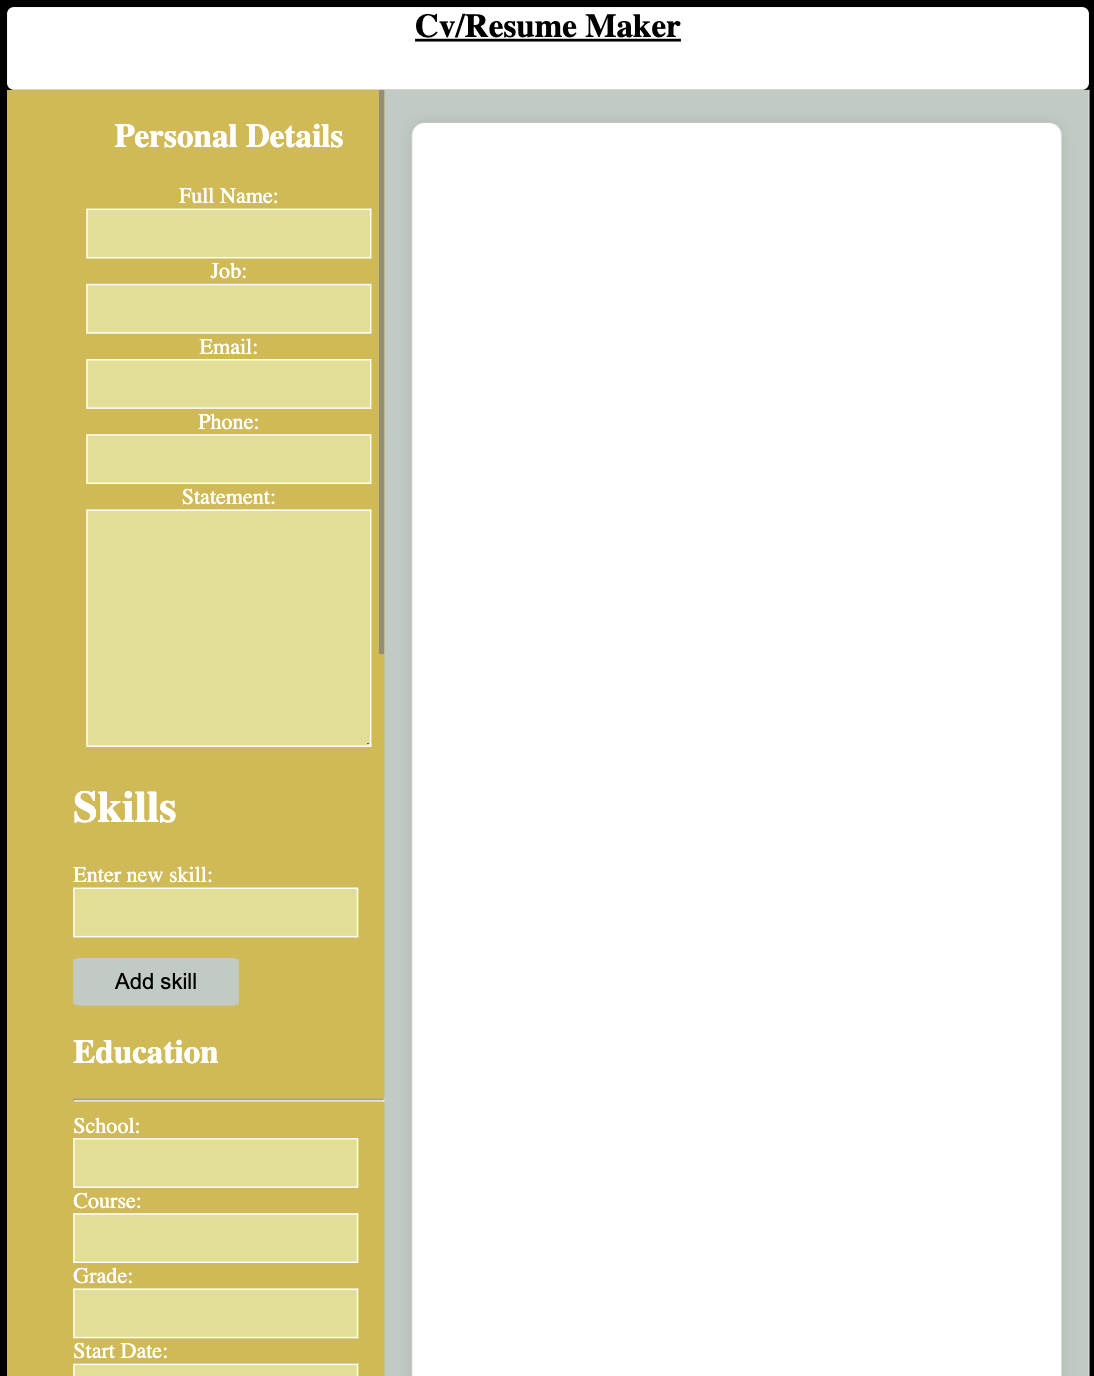 Cv/Resume Maker
Personal Details
Full Name:
Job:
Email:
Phone:
Statement:
Skills
Enter new skill:
Add skill
Education
School:
Course:
Grade:
Start Date: